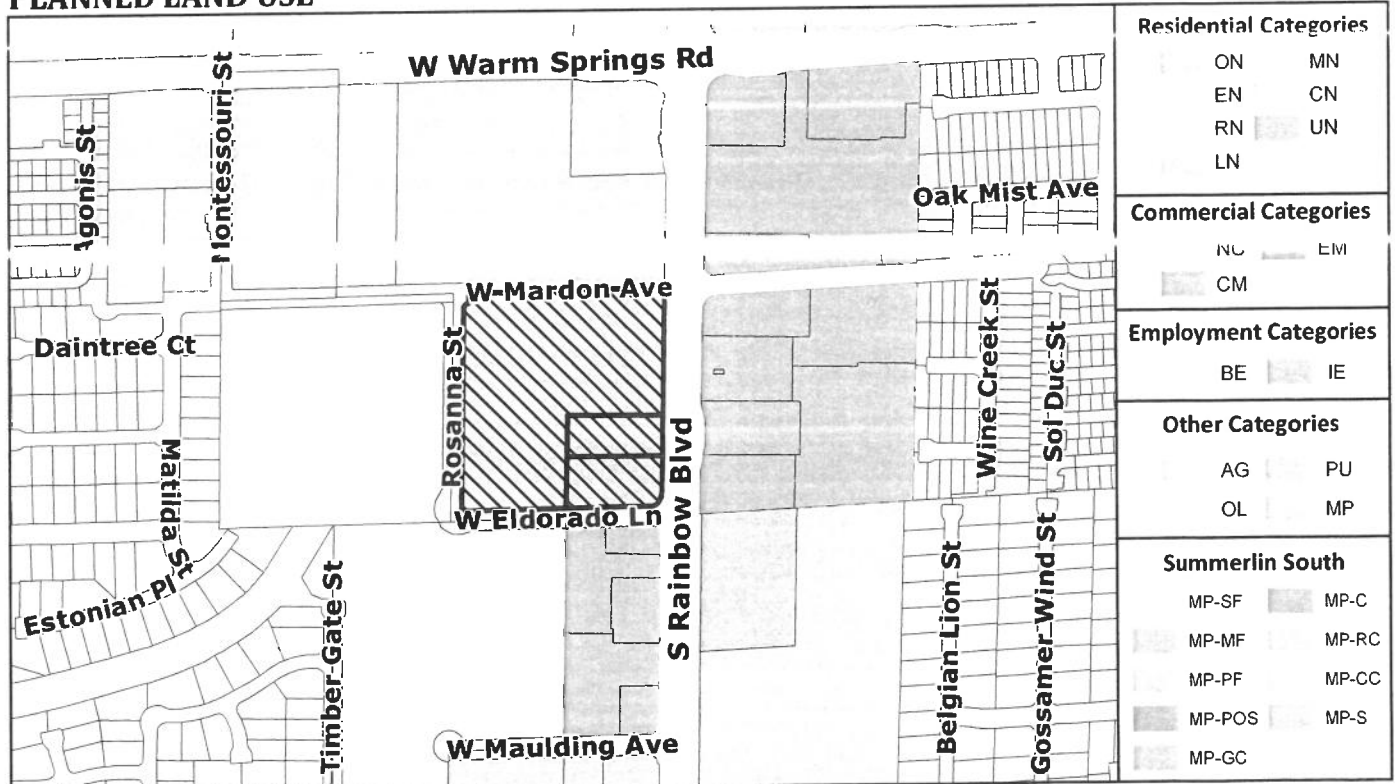 PLANNED LAND USE
W Warm Springs Rd
Agonis St
Montessouri St
Oak Mist Ave
W Mardon Ave
Daintree Ct
Rosanna St
Wine Creek St
Sol Duc St
Matilda St
S Rainbow Blvd
W Eldorado Ln
Estonian Pl
Timber Gate St
Belgian Lion St
Gossamer Wind St
W Maulding Ave
Residential Categories
ON MN
EN CN
RN UN
LN
Commercial Categories
NC EM
CM
Employment Categories
BE IE
Other Categories
AG PU
OL MP
Summerlin South
MP-SF MP-C
MP-MF MP-RC
MP-PF MP-CC
MP-POS MP-S
MP-GC